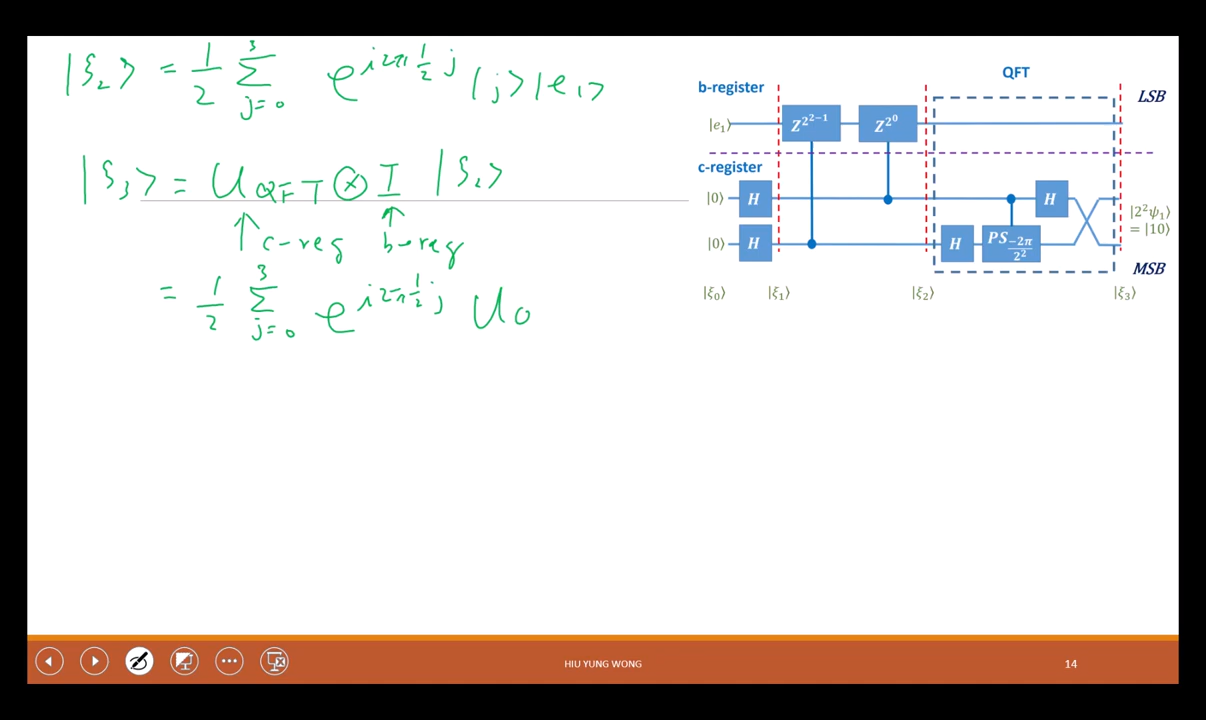 |ξ₂⟩ = 1/2 Σ_{j=0}^{3} e^{i2π 1/2 j} |j⟩|e₁⟩
|ξ₃⟩ = U_{QFT} ⊗ I |ξ₂⟩
c-reg b-reg
= 1/2 Σ_{j=0}^{3} e^{i2π 1/2 j} U_Q
QFT
b-register
LSB
|e₁⟩ Z^{2^{2-1}} Z^{2^0}
c-register
|0⟩ H H
|2²ψ₁⟩
= |10⟩
|0⟩ H H PS_{-2π/2²}
MSB
|ξ₀⟩ |ξ₁⟩ |ξ₂⟩ |ξ₃⟩
HIU YUNG WONG 14